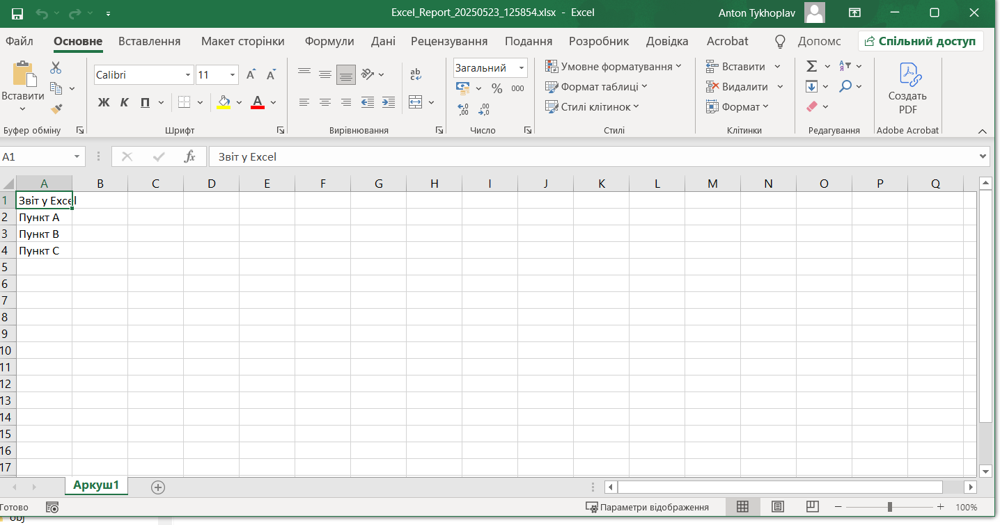 Excel_Report_20250523_125854.xlsx - Excel
Anton Tykhoplav
Файл Основне Вставлення Макет сторінки Формули Дані Рецензування Подання Розробник Довідка Acrobat Допомс Спільний доступ
Вставити
Буфер обміну
Calibri 11
Ж К П А
Шрифт
ab
Вирівнювання
Загальний
% 000
Число
Умовне форматування
Формат таблиці
Стилі клітинок
Стилі
Вставити
Видалити
Формат
Клітинки
Редагування
Создать
PDF
Adobe Acrobat
A1
fx
Звіт у Excel
A B C D E F G H I J K L M N O P Q
1 Звіт у Excel
2 Пункт A
3 Пункт B
4 Пункт C
5
6
7
8
9
10
11
12
13
14
15
16
17
Аркуш1
Готово
Параметри відображення
100%
obj